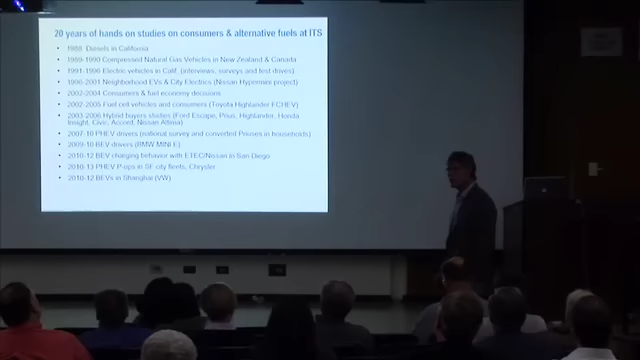 20 years of hands on studies on consumers & alternative fuels at ITS
• 1988 Diesels in California
• 1989-1990 Compressed Natural Gas Vehicles in New Zealand & Canada
• 1991-1996 Electric vehicles in Calif. (interviews, surveys and test drives)
• 1996-2001 Neighborhood EVs & City Electrics (Nissan Hypermini project)
• 2002-2004 Consumers & fuel economy decisions
• 2002-2005 Fuel cell vehicles and consumers (Toyota Highlander FCHEV)
• 2003-2006 Hybrid buyers studies (Ford Escape, Prius, Highlander, Honda
Insight, Civic, Accord, Nissan Altima)
• 2007-10 PHEV drivers (national survey and converted Priuses in households)
• 2009-10 BEV drivers (BMW MINI E)
• 2010-12 BEV charging behavior with ETEC/Nissan in San Diego
• 2010-13 PHEV P-ups in SF city fleets, Chrysler
• 2010-12 BEVs in Shanghai (VW)